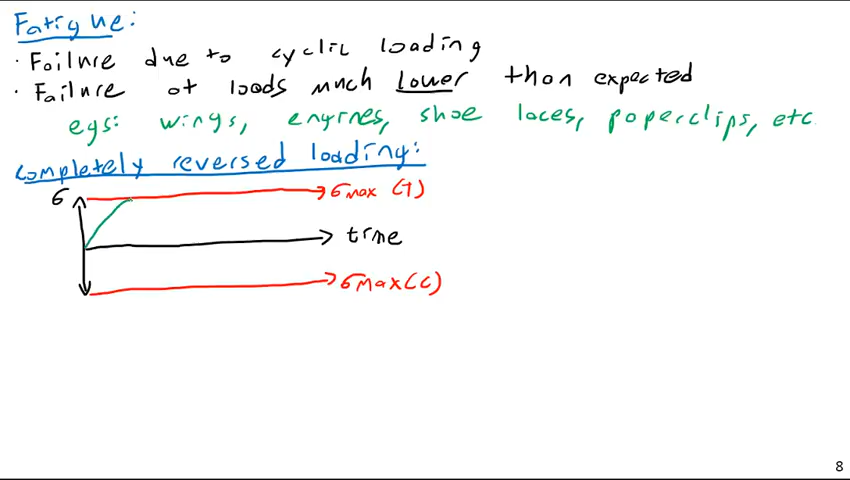 Fatigue:
· Failure due to cyclic loading
· Failure at loads much lower than expected
egs: wings, engines, shoe laces, paperclips, etc
completely reversed loading:
σ
σmax (T)
time
σmax(c)
8